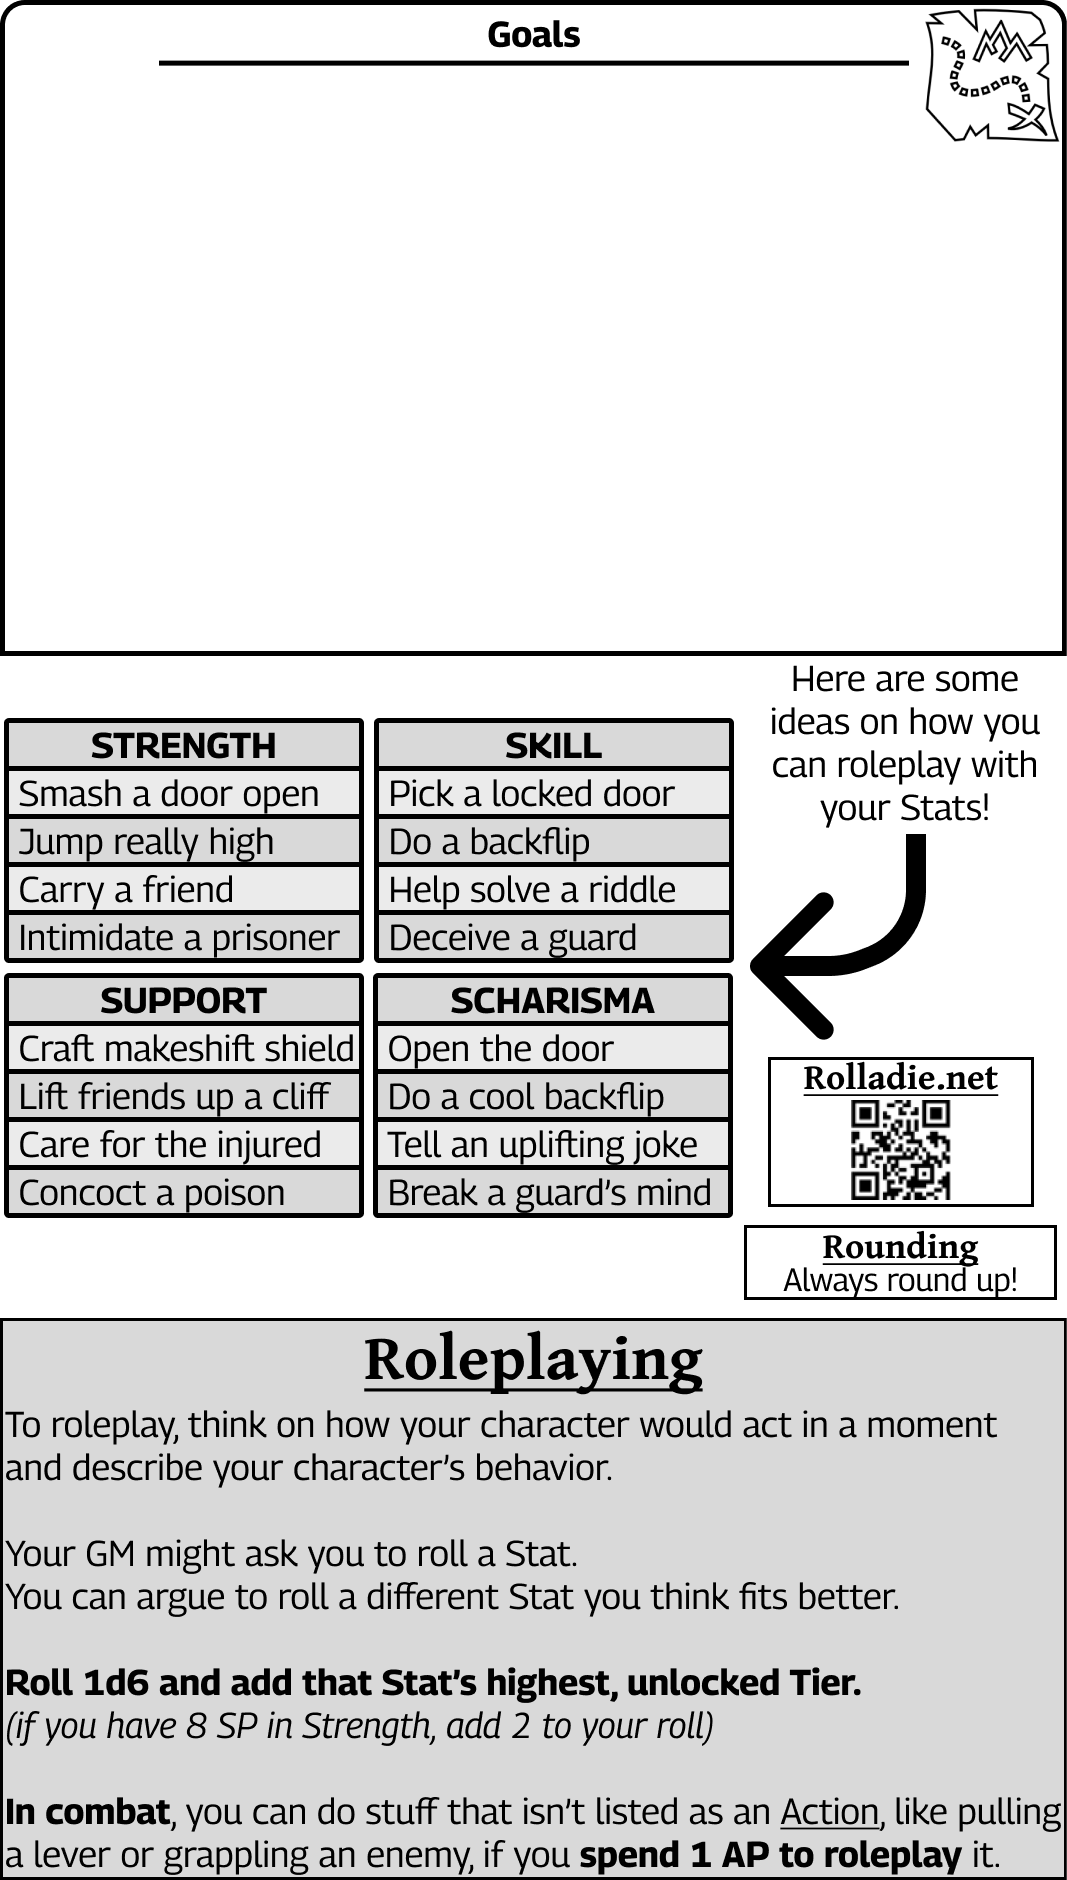 Goals
Here are some
ideas on how you
can roleplay with
your Stats!
STRENGTH
Smash a door open
Jump really high
Carry a friend
Intimidate a prisoner
SKILL
Pick a locked door
Do a backflip
Help solve a riddle
Deceive a guard
SUPPORT
Craft makeshift shield
Lift friends up a cliff
Care for the injured
Concoct a poison
SCHARISMA
Open the door
Do a cool backflip
Tell an uplifting joke
Break a guard's mind
Rolladie.net
Rounding
Always round up!
Roleplaying
To roleplay, think on how your character would act in a moment
and describe your character's behavior.
Your GM might ask you to roll a Stat.
You can argue to roll a different Stat you think fits better.
Roll 1d6 and add that Stat's highest, unlocked Tier.
(if you have 8 SP in Strength, add 2 to your roll)
In combat, you can do stuff that isn't listed as an Action, like pulling
a lever or grappling an enemy, if you spend 1 AP to roleplay it.